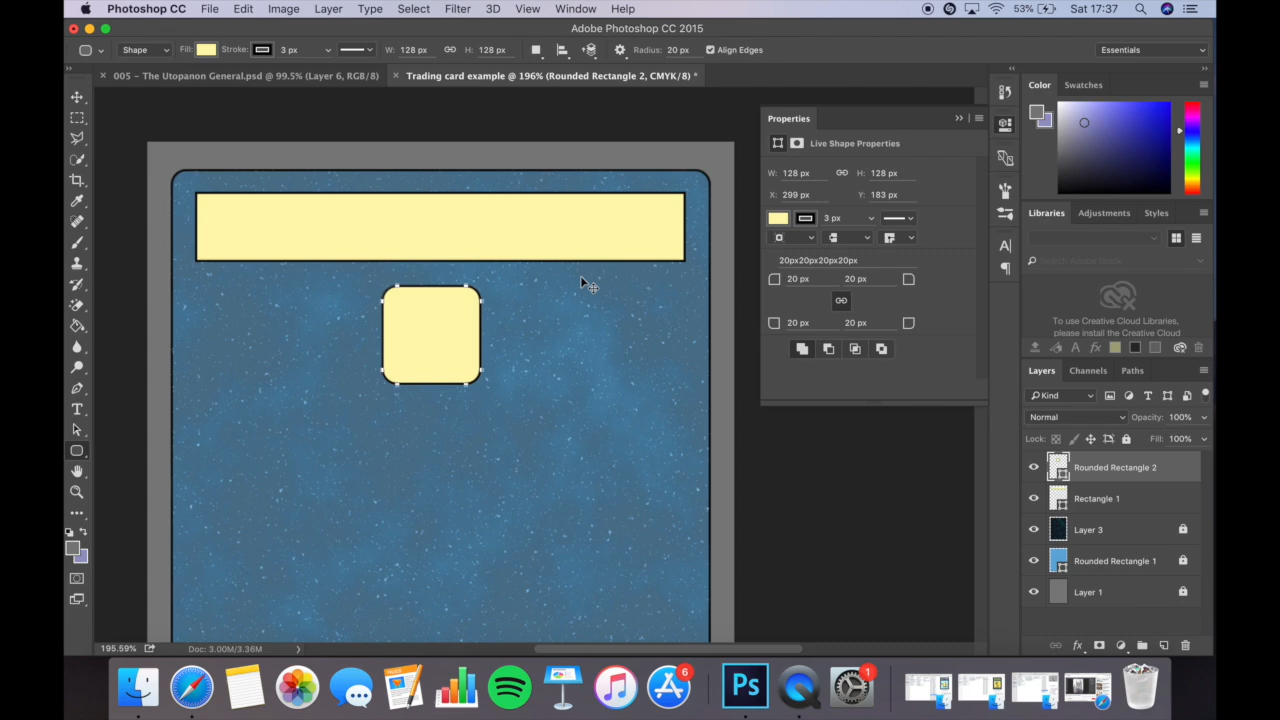 Photoshop CC File Edit Image Layer Type Select Filter 3D View Window Help 53% Sat 17:37
Adobe Photoshop CC 2015
Shape Fill: Stroke: 3 px W: 128 px H: 128 px Radius: 20 px Align Edges Essentials
005 – The Utopanon General.psd @ 99.5% (Layer 6, RGB/8) Trading card example @ 196% (Rounded Rectangle 2, CMYK/8) *
Color Swatches
Properties
Live Shape Properties
W: 128 px H: 128 px
X: 299 px Y: 183 px
3 px
20px20px20px20px
20 px 20 px
20 px 20 px
Libraries Adjustments Styles
Search Adobe Stock
To use Creative Cloud Libraries,
please install the Creative Cloud
Layers Channels Paths
Kind
Normal Opacity: 100%
Lock: Fill: 100%
Rounded Rectangle 2
Rectangle 1
Layer 3
Rounded Rectangle 1
Layer 1
195.59% Doc: 3.00M/3.36M
6
Ps
1